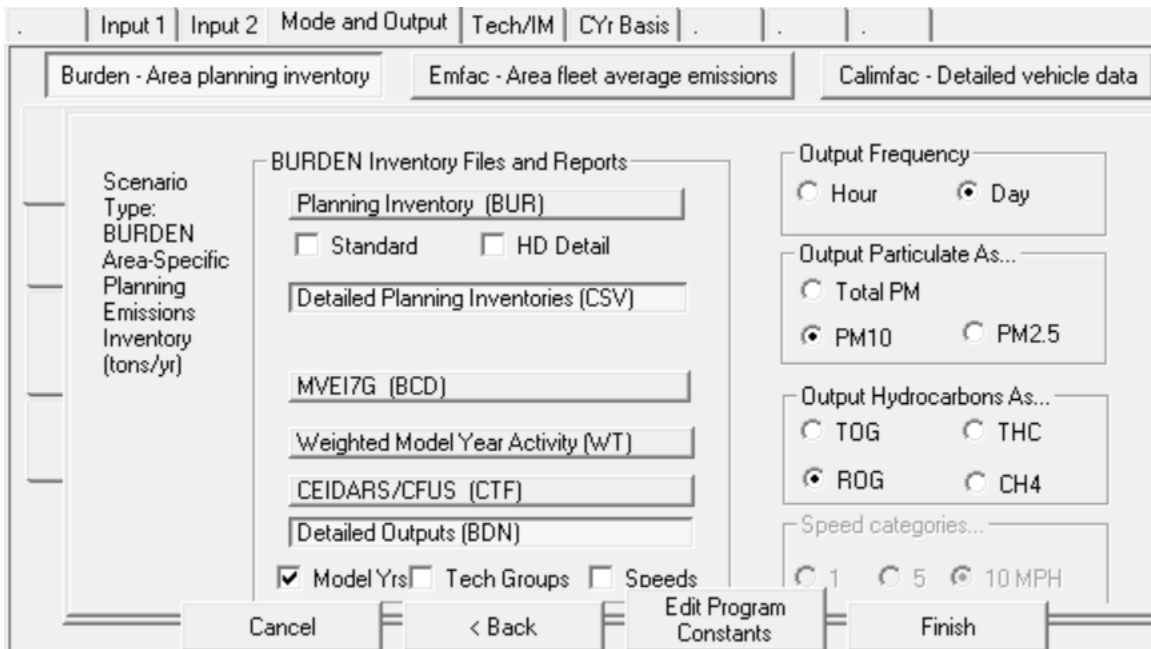 .
Input 1
Input 2
Mode and Output
Tech/IM
CYr Basis
.
.
.
Burden - Area planning inventory
Emfac - Area fleet average emissions
Calimfac - Detailed vehicle data
Scenario
Type:
BURDEN
Area-Specific
Planning
Emissions
Inventory
(tons/yr)
BURDEN Inventory Files and Reports
Planning Inventory (BUR)
Standard
HD Detail
Detailed Planning Inventories (CSV)
MVEI7G (BCD)
Weighted Model Year Activity (WT)
CEIDARS/CFUS (CTF)
Detailed Outputs (BDN)
Model Yrs
Tech Groups
Speeds
Output Frequency
Hour
Day
Output Particulate As...
Total PM
PM10
PM2.5
Output Hydrocarbons As...
TOG
THC
ROG
CH4
Speed categories...
1
5
10 MPH
Cancel
< Back
Edit Program
Constants
Finish